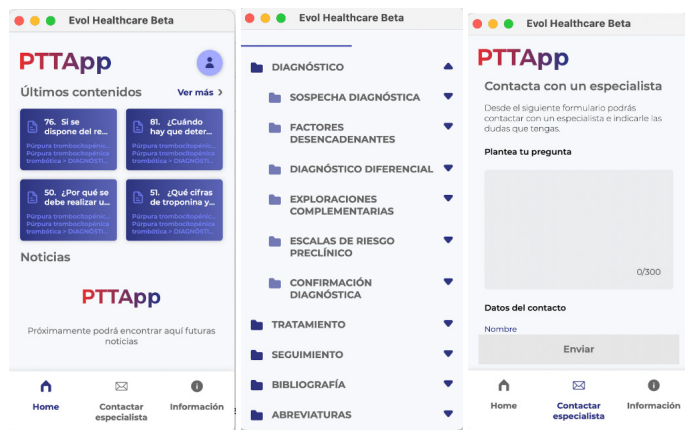 Evol Healthcare Beta
PTTApp
Últimos contenidos
Ver más >
76. Si se
dispone del re...
Púrpura trombocitopénica
Púrpura trombocitopénica
trombótica > DIAGNÓSTI...
81. ¿Cuándo
hay que deter...
Púrpura trombocitopénic...
Púrpura trombocitopénica
trombótica > DIAGNÓSTI...
50. ¿Por qué se
debe realizar u...
Púrpura trombocitopénic...
Púrpura trombocitopénica
trombótica > DIAGNÓSTI...
51. ¿Qué cifras
de troponina y...
Púrpura trombocitopénic...
Púrpura trombocitopénica
trombótica > DIAGNÓSTI...
Noticias
PTTApp
Próximamente podrá encontrar aquí futuras
noticias
Home
Contactar
especialista
Información
Evol Healthcare Beta
DIAGNÓSTICO
SOSPECHA DIAGNÓSTICA
FACTORES
DESENCADENANTES
DIAGNÓSTICO DIFERENCIAL
EXPLORACIONES
COMPLEMENTARIAS
ESCALAS DE RIESGO
PRECLÍNICO
CONFIRMACIÓN
DIAGNÓSTICA
TRATAMIENTO
SEGUIMIENTO
BIBLIOGRAFÍA
ABREVIATURAS
Evol Healthcare Beta
PTTApp
Contacta con un especialista
Desde el siguiente formulario podrás
contactar con un especialista e indicarle las
dudas que tengas.
Plantea tu pregunta
0/300
Datos del contacto
Nombre
Enviar
Home
Contactar
especialista
Información